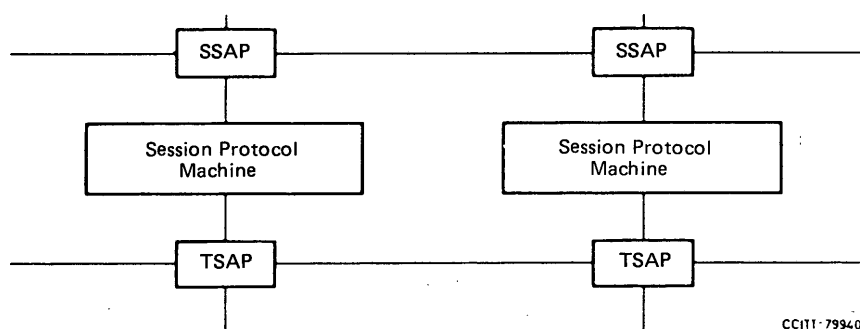 SSAP
SSAP
Session Protocol
Machine
Session Protocol
Machine
TSAP
TSAP
CCITT-79940